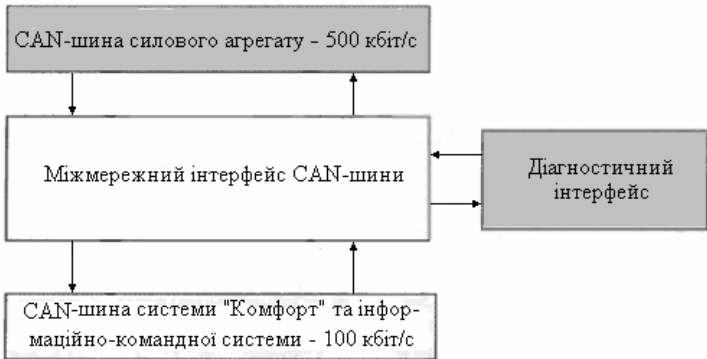 CAN-шина силового агрегату - 500 кбіт/с
Міжмережний інтерфейс CAN-шини
Діагностичний
інтерфейс
CAN-шина системи "Комфорт" та інфор-
маційно-командної системи - 100 кбіт/с